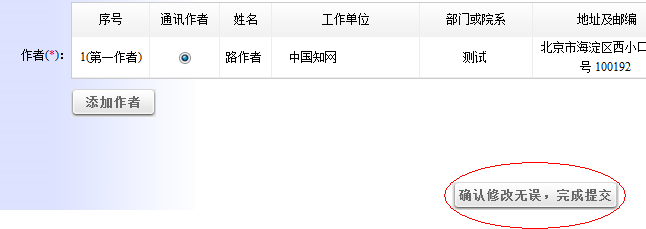 序号 通讯作者 姓名 工作单位 部门或院系 地址及邮编
作者(*)： 1(第一作者) 路作者 中国知网 测试 北京市海淀区西小口
号 100192
添加作者
确认修改无误，完成提交